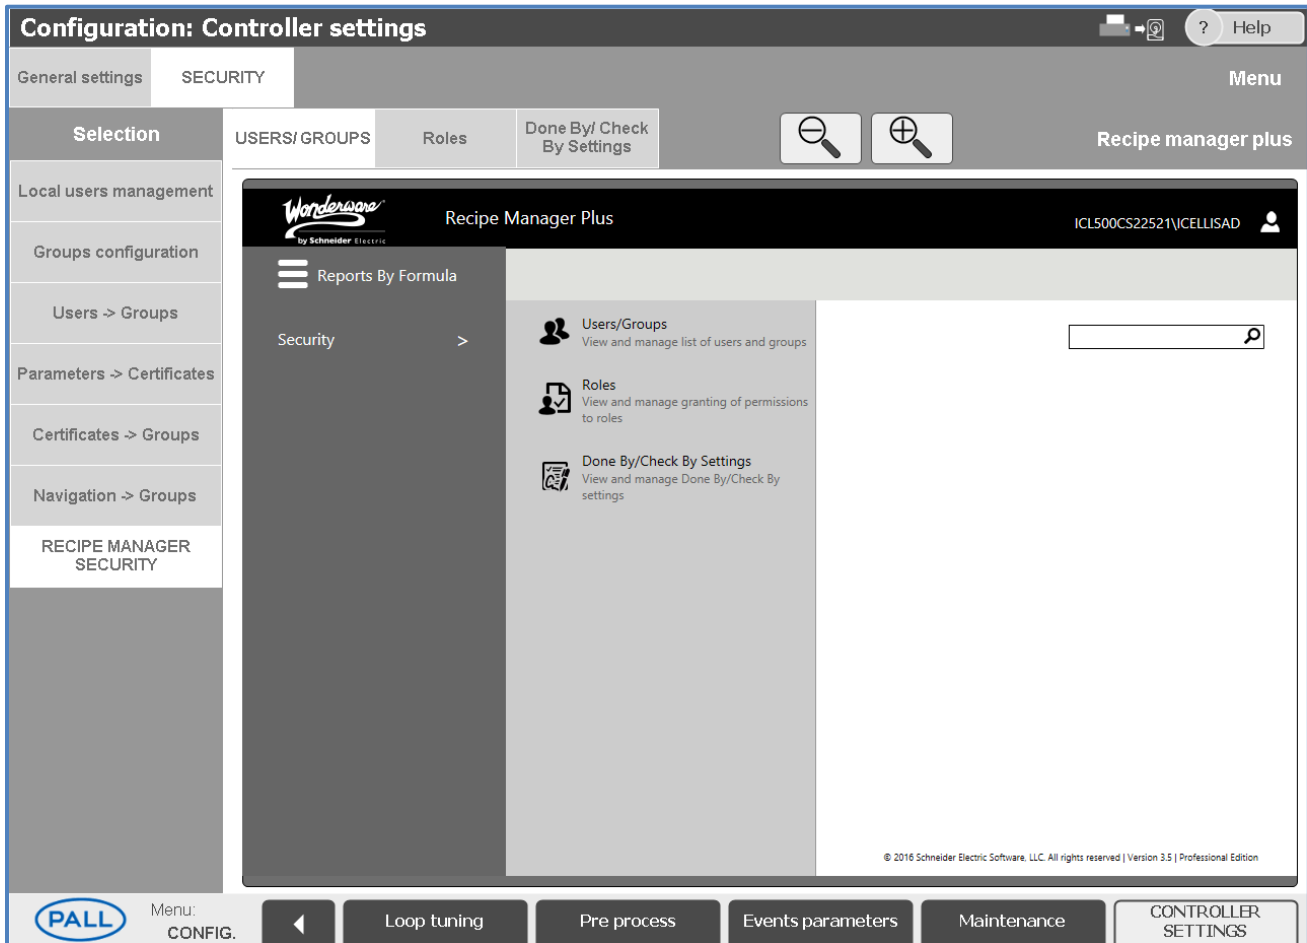 Configuration: Controller settings
? Help
General settings
SECURITY
Menu
Selection
USERS/ GROUPS
Roles
Done By/ Check
By Settings
Recipe manager plus
Local users management
Groups configuration
Users -> Groups
Parameters -> Certificates
Certificates -> Groups
Navigation -> Groups
RECIPE MANAGER
SECURITY
Wonderware
by Schneider Electric
Recipe Manager Plus
ICL500CS22521\ICELLISAD
Reports By Formula
Security >
Users/Groups
View and manage list of users and groups
Roles
View and manage granting of permissions
to roles
Done By/Check By Settings
View and manage Done By/Check By
settings
© 2016 Schneider Electric Software, LLC. All rights reserved | Version 3.5 | Professional Edition
PALL
Menu:
CONFIG.
Loop tuning
Pre process
Events parameters
Maintenance
CONTROLLER
SETTINGS